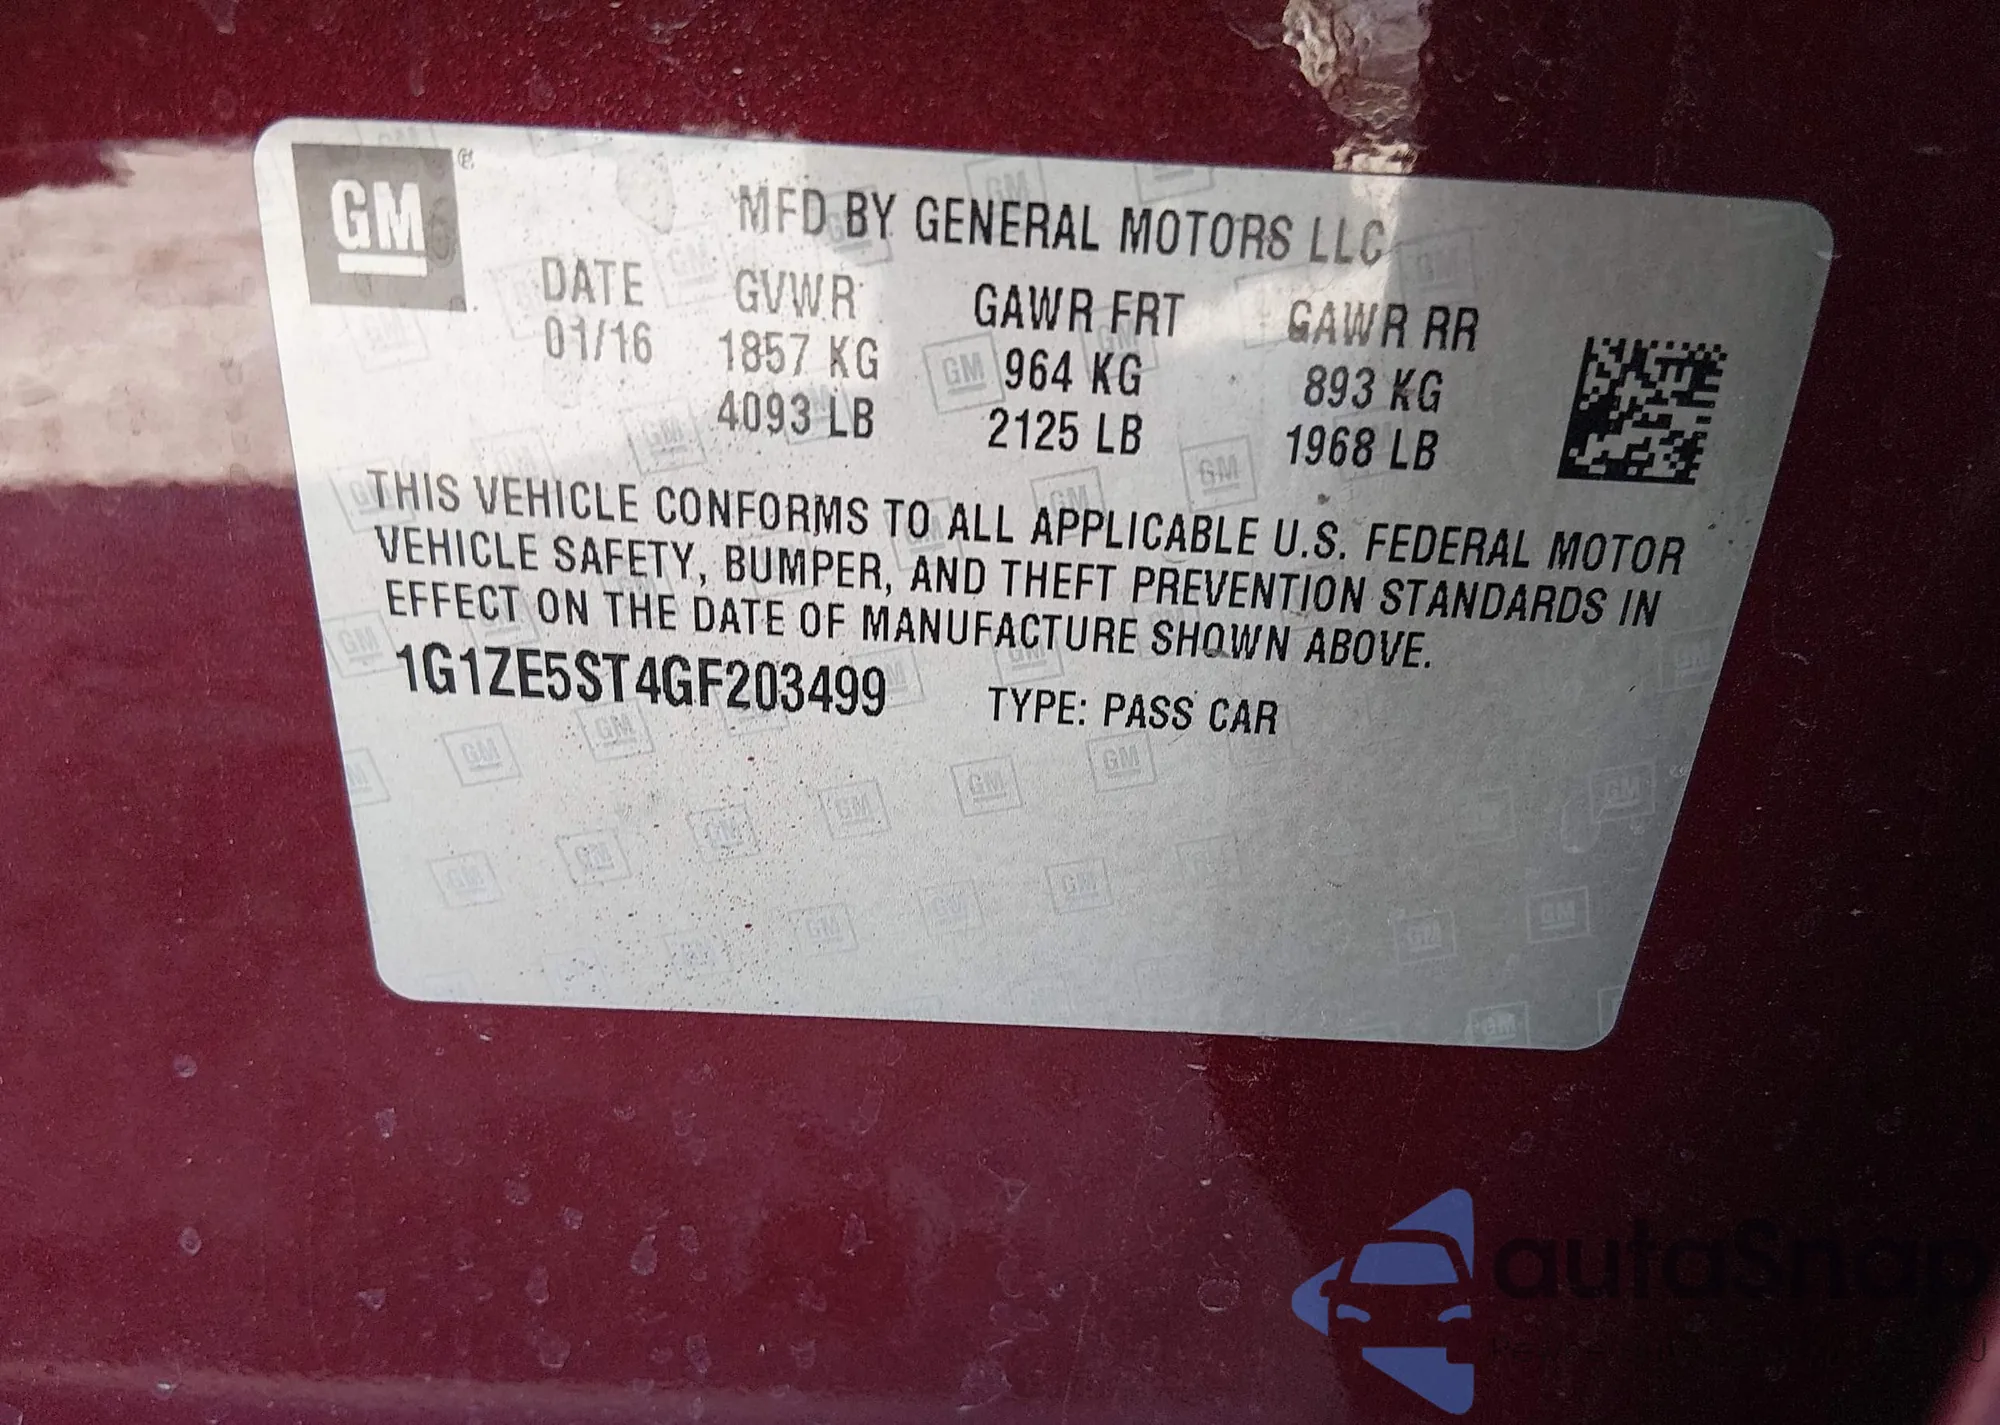 GM
MFD BY GENERAL MOTORS LLC
DATE GVWR GAWR FRT GAWR RR
01/16 1857 KG 964 KG 893 KG
4093 LB 2125 LB 1968 LB
THIS VEHICLE CONFORMS TO ALL APPLICABLE U.S. FEDERAL MOTOR
VEHICLE SAFETY, BUMPER, AND THEFT PREVENTION STANDARDS IN
EFFECT ON THE DATE OF MANUFACTURE SHOWN ABOVE.
1G1ZE5ST4GF203499 TYPE: PASS CAR
autaSnap